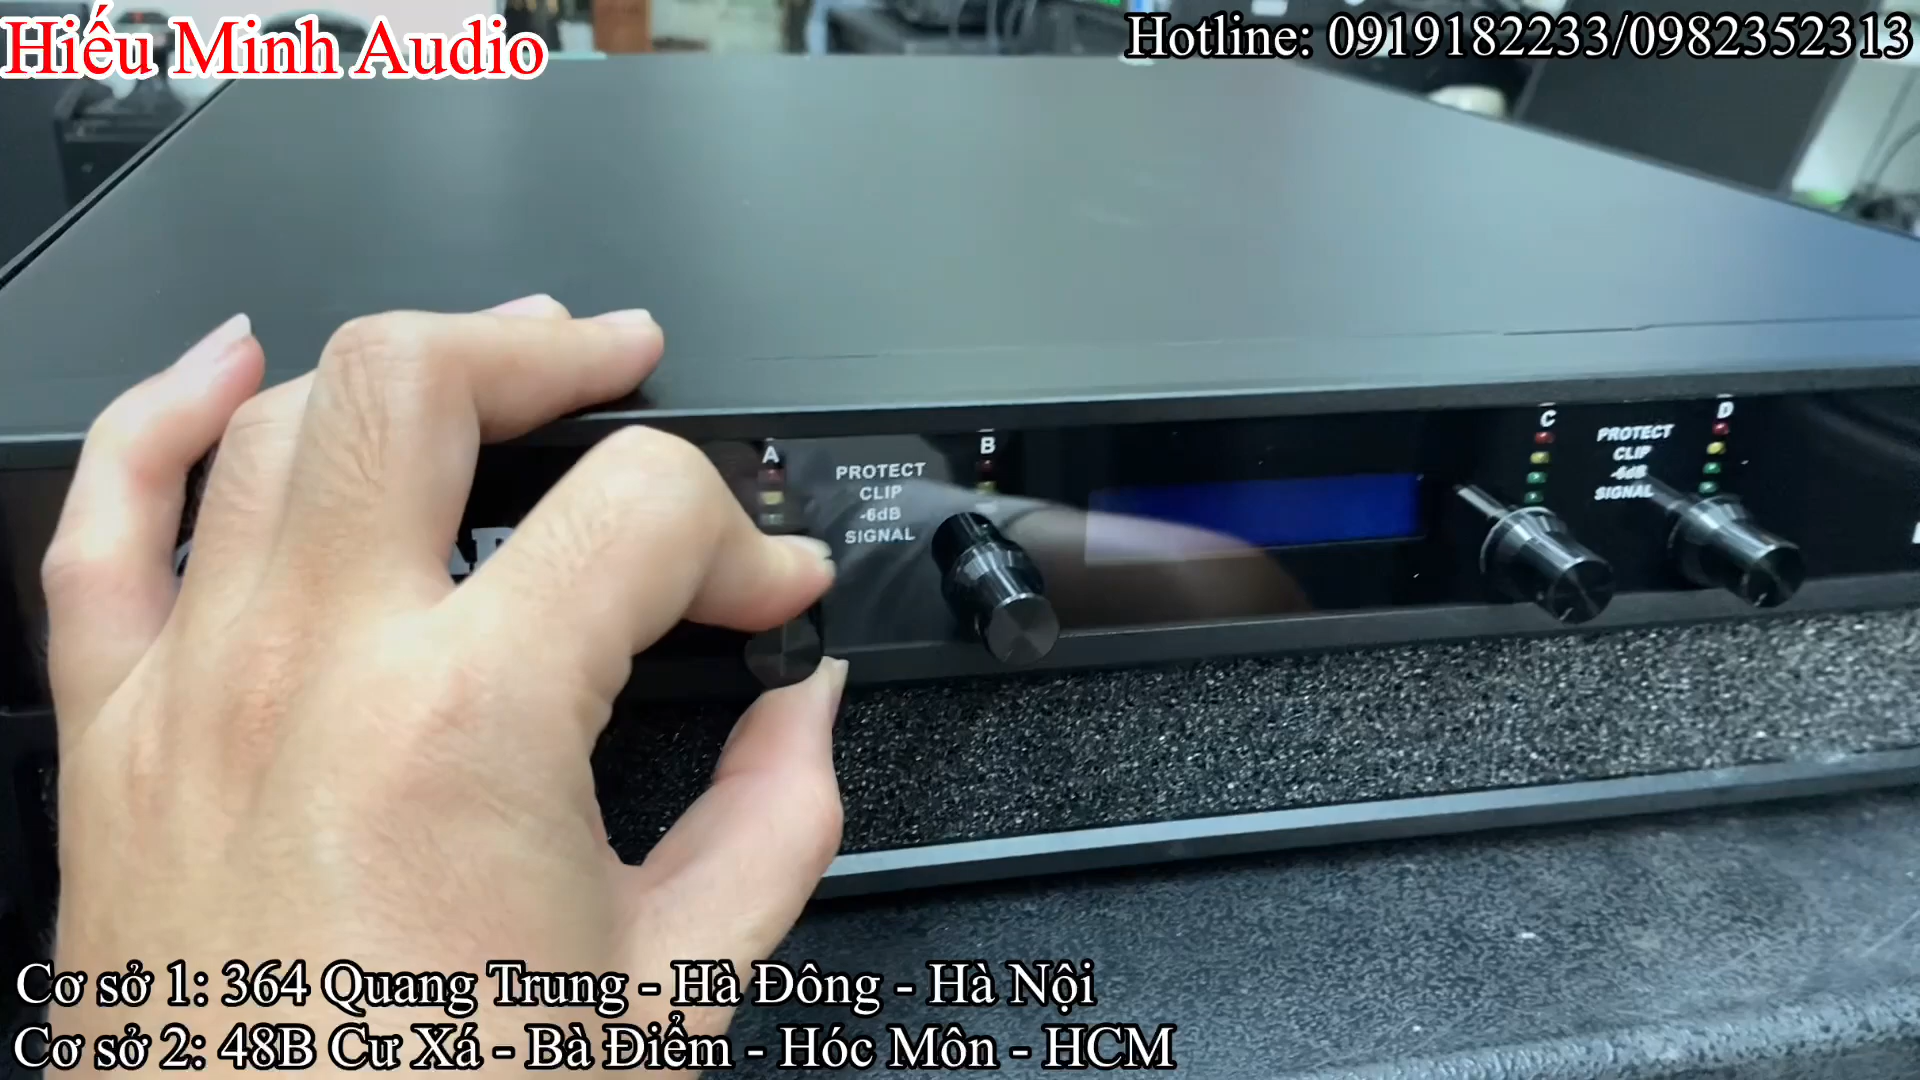 Hiếu Minh Audio
Hotline: 0919182233/0982352313
A
PROTECT
CLIP
-6dB
SIGNAL
B
C
PROTECT
CLIP
-6dB
SIGNAL
D
Cơ sở 1: 364 Quang Trung - Hà Đông - Hà Nội
Cơ sở 2: 48B Cư Xá - Bà Điểm - Hóc Môn - HCM